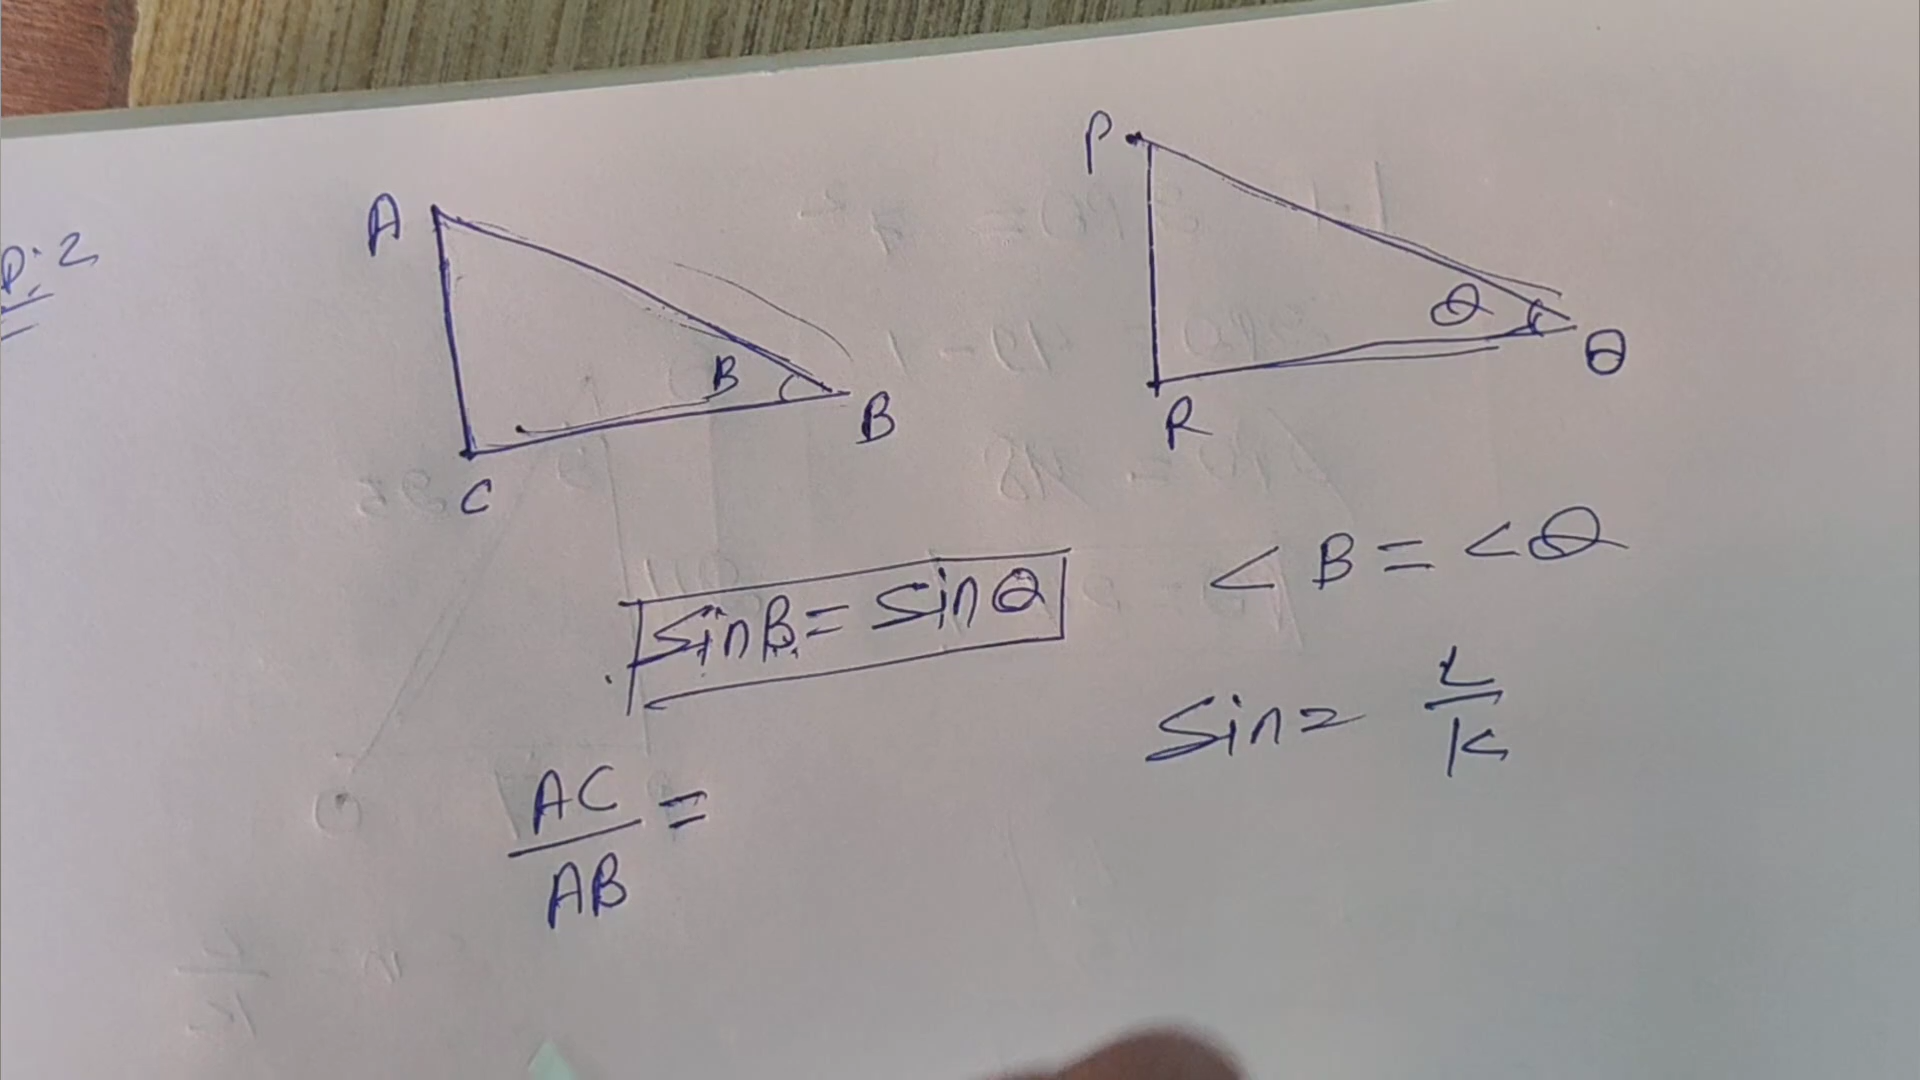 Q.2
A
B
B
C
P
Q
Q
R
<B = <Q
SinB = SinQ
Sin = L/K
AC/AB =